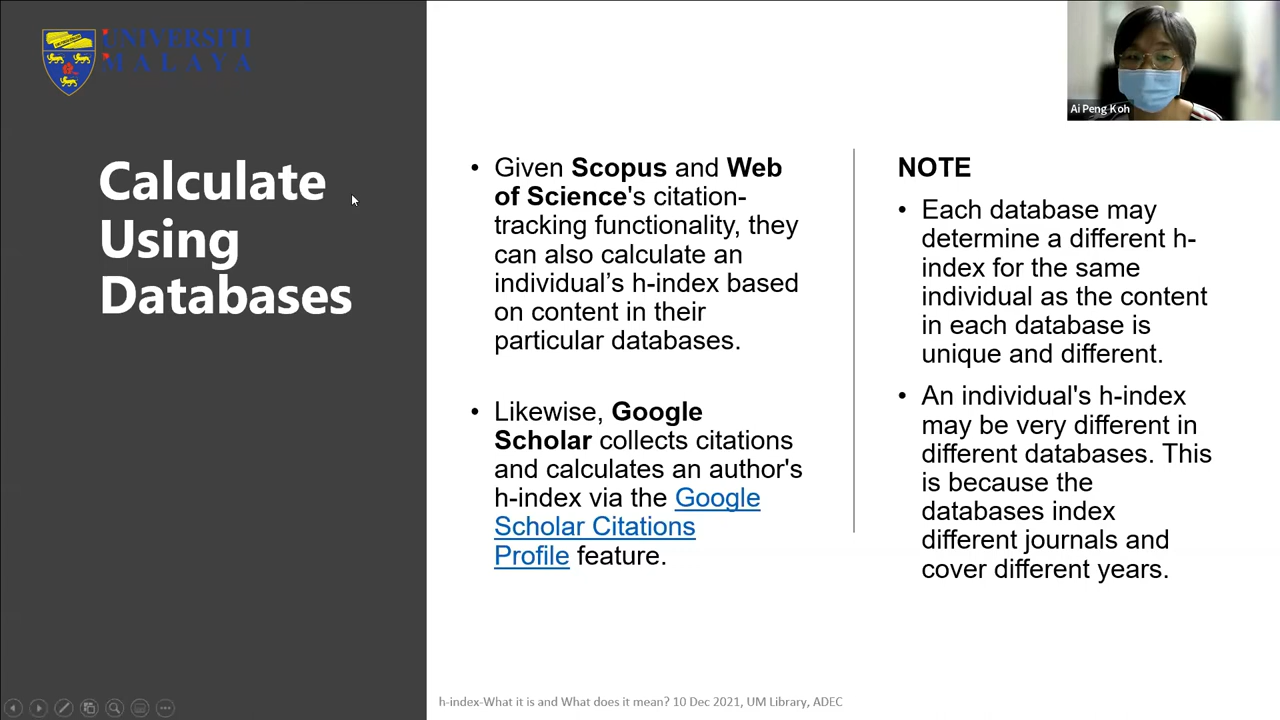 UNIVERSITI
MALAYA
Ai Peng Koh
Calculate
Using
Databases
• Given Scopus and Web
of Science's citation-
tracking functionality, they
can also calculate an
individual’s h-index based
on content in their
particular databases.
• Likewise, Google
Scholar collects citations
and calculates an author's
h-index via the Google
Scholar Citations
Profile feature.
NOTE
• Each database may
determine a different h-
index for the same
individual as the content
in each database is
unique and different.
• An individual's h-index
may be very different in
different databases. This
is because the
databases index
different journals and
cover different years.
h-index-What it is and What does it mean? 10 Dec 2021, UM Library, ADEC